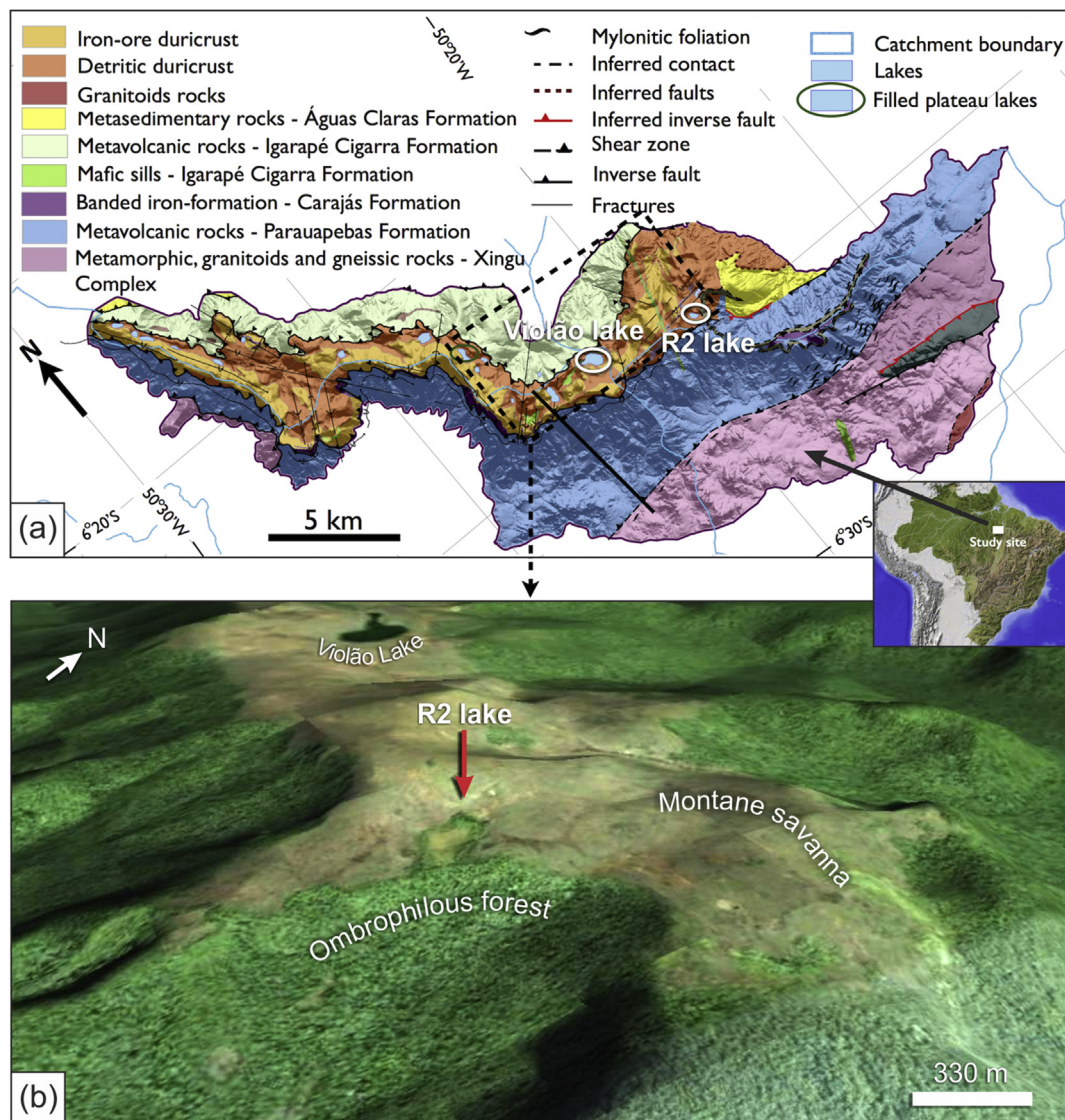 Iron-ore duricrust
Detritic duricrust
Granitoids rocks
Metasedimentary rocks - Águas Claras Formation
Metavolcanic rocks - Igarapé Cigarra Formation
Mafic sills - Igarapé Cigarra Formation
Banded iron-formation - Carajás Formation
Metavolcanic rocks - Parauapebas Formation
Metamorphic, granitoids and gneissic rocks - Xingu
Complex
50°20'W
Mylonitic foliation
Inferred contact
Inferred faults
Inferred inverse fault
Shear zone
Inverse fault
Fractures
Catchment boundary
Lakes
Filled plateau lakes
Violão lake
R2 lake
N
6°20'S
50°30'W
5 km
6°30'S
Study site
(a)
N
Violão Lake
R2 lake
Montane savanna
Ombrophilous forest
330 m
(b)